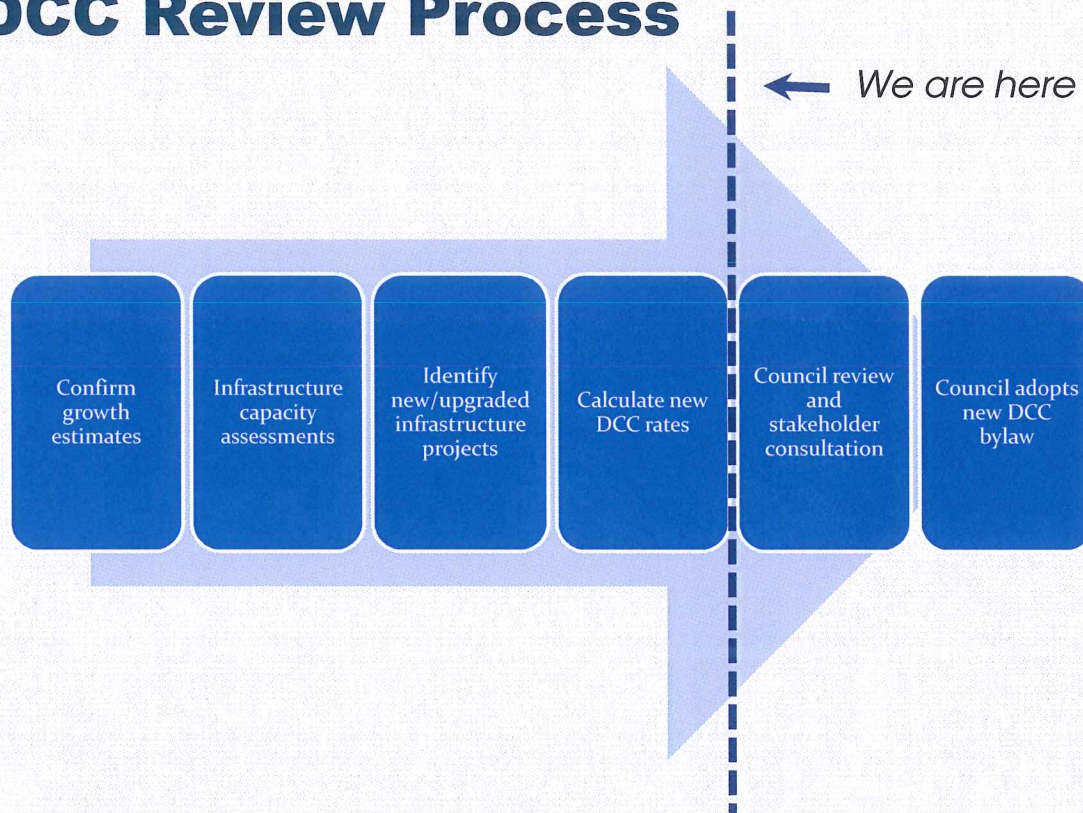 DCC Review Process
We are here
Confirm
growth
estimates
Infrastructure
capacity
assessments
Identify
new/upgraded
infrastructure
projects
Calculate new
DCC rates
Council review
and
stakeholder
consultation
Council adopts
new DCC
bylaw